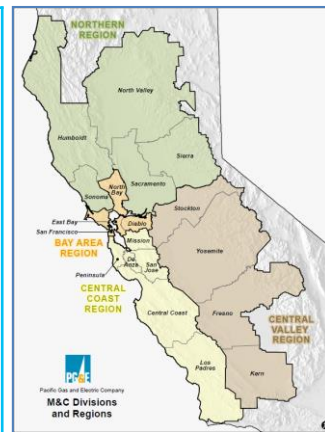 NORTHERN
REGION
North Valley
Humboldt
Sierra
North
Bay
Sacramento
Sonoma
Stockton
East Bay
Diablo
San Francisco
Mission
BAY AREA
REGION
Yosemite
De
Anza
San
Jose
Peninsula
CENTRAL
COAST
REGION
Central Coast
Fresno
CENTRAL
VALLEY
REGION
Los
Padres
Kern
PG&E
Pacific Gas and Electric Company
M&C Divisions
and Regions